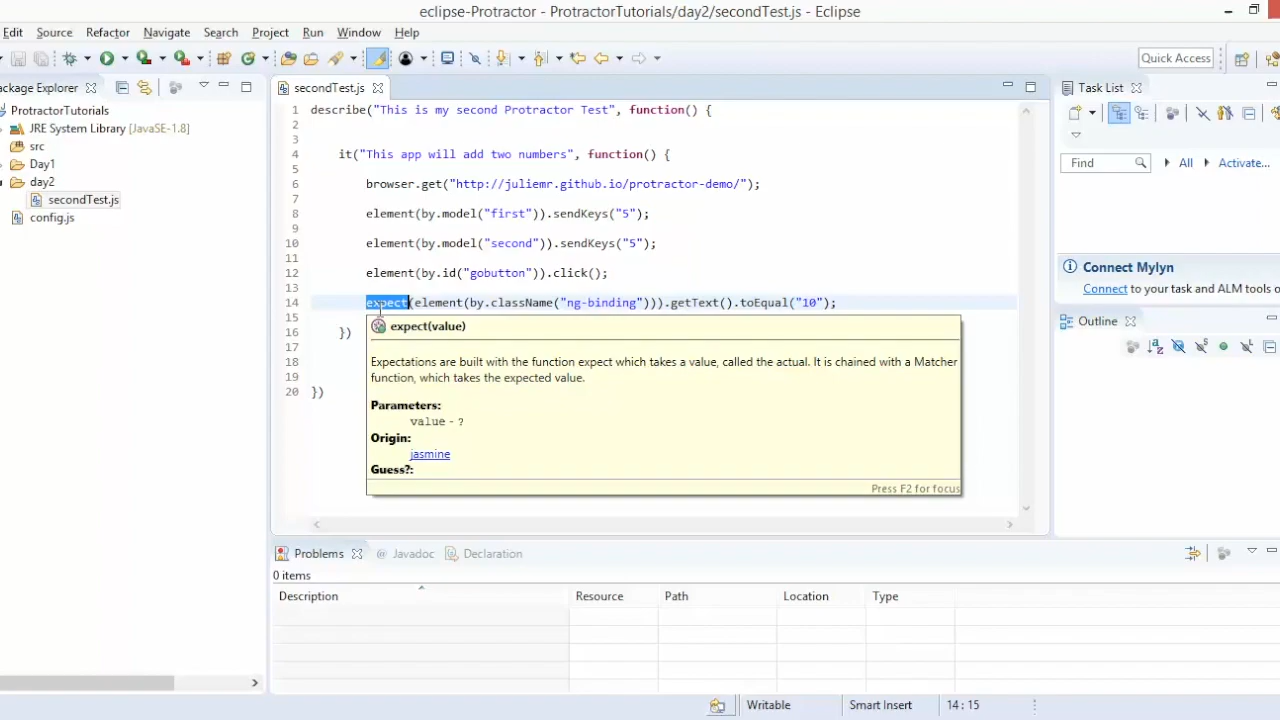 eclipse-Protractor - ProtractorTutorials/day2/secondTest.js - Eclipse
Edit Source Refactor Navigate Search Project Run Window Help
Quick Access
ackage Explorer
secondTest.js
Task List
ProtractorTutorials
JRE System Library [JavaSE-1.8]
src
Day1
day2
secondTest.js
config.js
1 describe("This is my second Protractor Test", function() {
2
3
4 it("This app will add two numbers", function() {
5
6 browser.get("http://juliemr.github.io/protractor-demo/");
7
8 element(by.model("first")).sendKeys("5");
9
10 element(by.model("second")).sendKeys("5");
11
12 element(by.id("gobutton")).click();
13
14 expect(element(by.className("ng-binding"))).getText().toEqual("10");
15
16 })
17
18
19
20 })
expect(value)
Expectations are built with the function expect which takes a value, called the actual. It is chained with a Matcher
function, which takes the expected value.
Parameters:
value - ?
Origin:
jasmine
Guess?:
Press F2 for focus
Find All Activate...
Connect Mylyn
Connect to your task and ALM tools o
Outline
Problems Javadoc Declaration
0 items
Description Resource Path Location Type
Writable Smart Insert 14 : 15